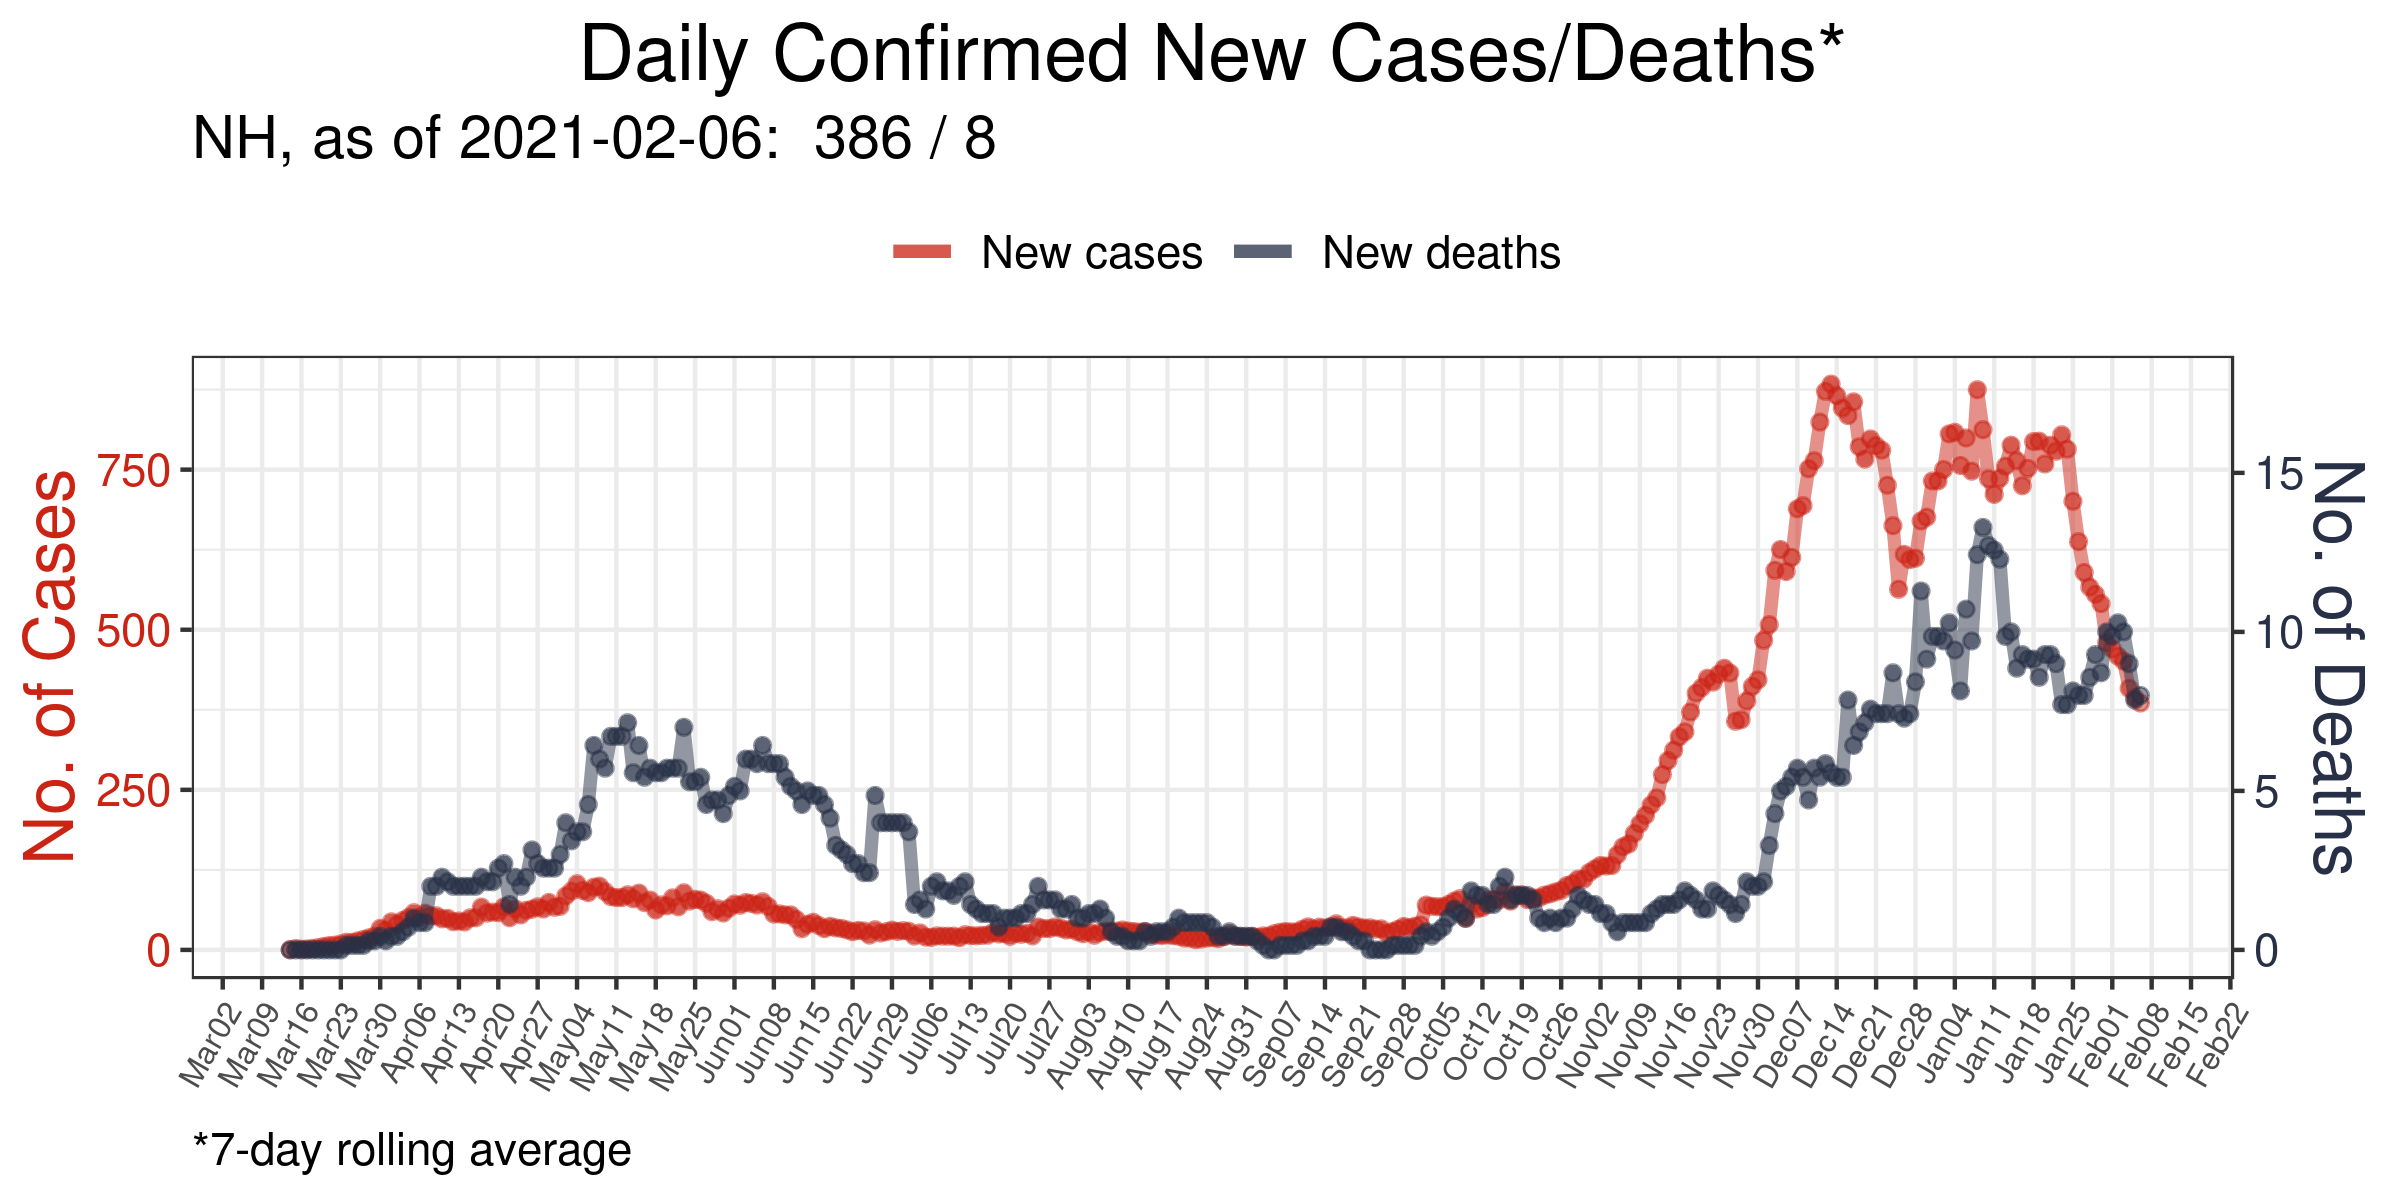 Daily Confirmed New Cases/Deaths*
NH, as of 2021-02-06:  386 / 8
New cases
New deaths
No. of Cases
750
500
250
0
15
10
5
0
No. of Deaths
Mar02
Mar09
Mar16
Mar23
Mar30
Apr06
Apr13
Apr20
Apr27
May04
May11
May18
May25
Jun01
Jun08
Jun15
Jun22
Jun29
Jul06
Jul13
Jul20
Jul27
Aug03
Aug10
Aug17
Aug24
Aug31
Sep07
Sep14
Sep21
Sep28
Oct05
Oct12
Oct19
Oct26
Nov02
Nov09
Nov16
Nov23
Nov30
Dec07
Dec14
Dec21
Dec28
Jan04
Jan11
Jan18
Jan25
Feb01
Feb08
Feb15
Feb22
*7-day rolling average